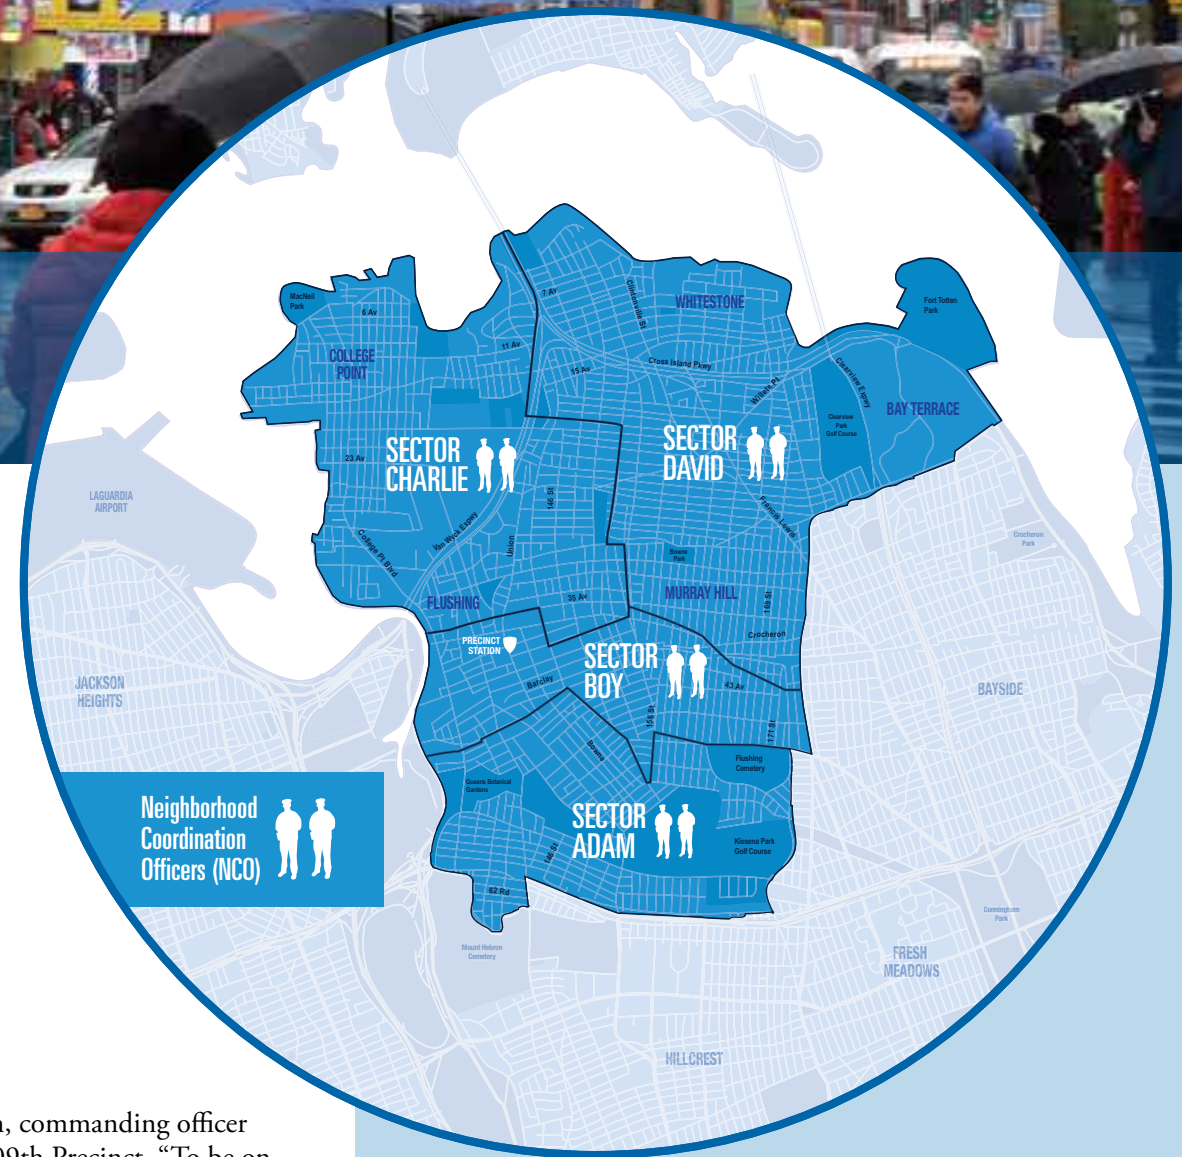 MacNeil
Park
6 Av
COLLEGE
POINT
11 Av
7 Av
Clintonville St
WHITESTONE
15 Av
Cross Island Pkwy
Willets Pt
Clearview Expwy
Fort Totten
Park
BAY TERRACE
Clearview
Park
Golf Course
SECTOR
CHARLIE
SECTOR
DAVID
23 Av
146 St
Union
Van Wyck Expwy
College Pt Blvd
Francis Lewis
LAGUARDIA
AIRPORT
Crocheron
Park
Bowne
Park
FLUSHING
35 Av
MURRAY HILL
169 St
Crocheron
PRECINCT
STATION
SECTOR
BOY
Barclay
43 Av
156 St
171 St
JACKSON
HEIGHTS
BAYSIDE
Bowne
Flushing
Cemetery
Queens Botanical
Gardens
Neighborhood
Coordination
Officers (NCO)
SECTOR
ADAM
146 St
Kissena Park
Golf Course
62 Rd
Mount Hebron
Cemetery
Cunningham
Park
FRESH
MEADOWS
HILLCREST
, commanding officer
Precinct. “To be on